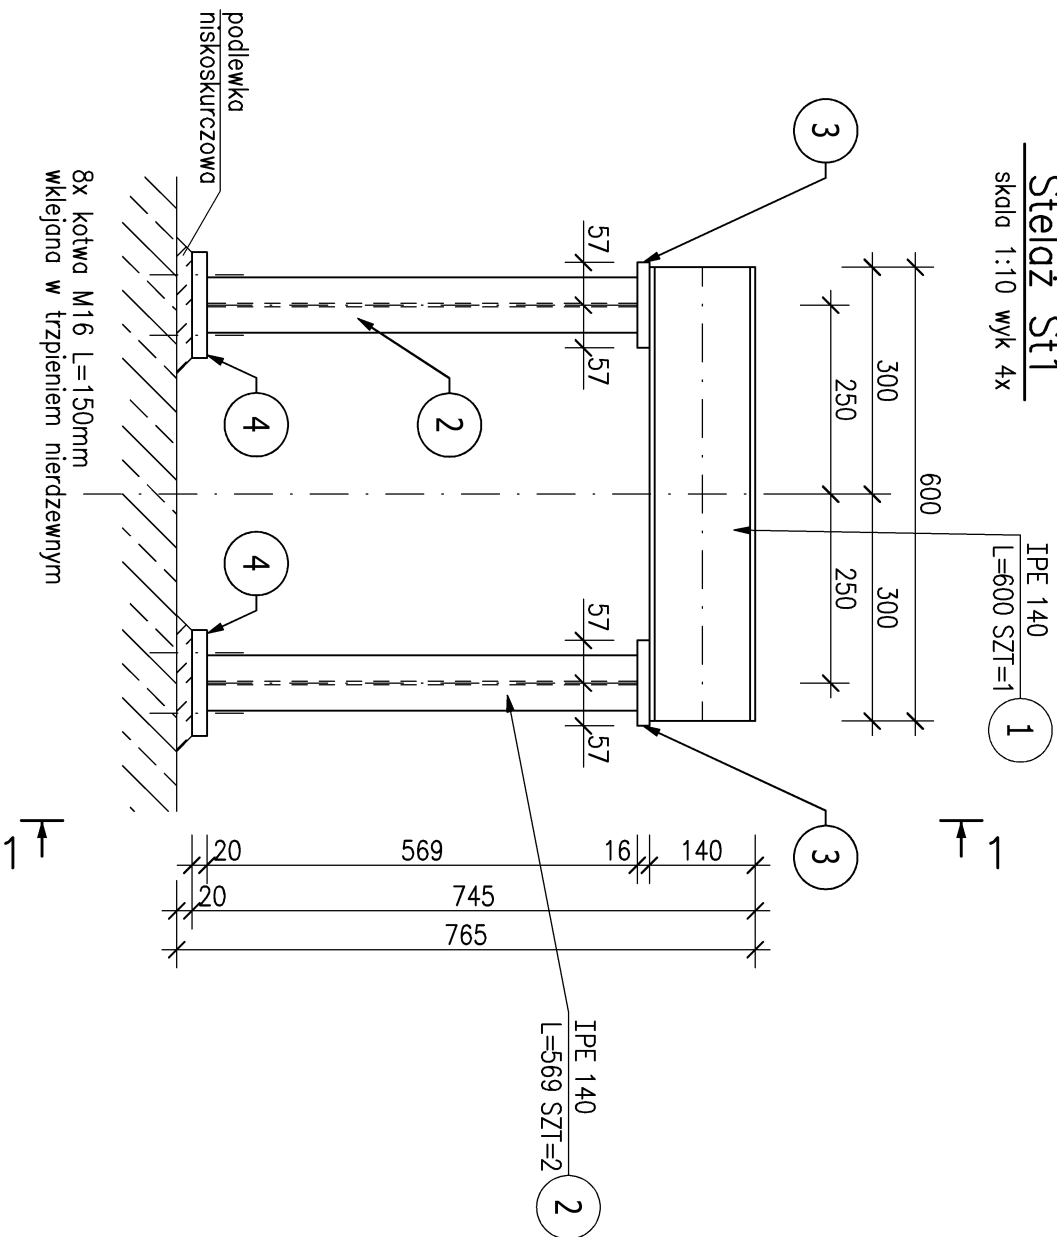 Stelaż St1
skala 1:10 wyk 4x
600
300
300
250
250
IPE 140
L=600 SZT=1
1
3
3
57
57
57
57
2
4
4
IPE 140
L=569 SZT=2
2
140
16
569
20
745
20
765
1
1
podlewka
niskoskurczowa
8x kotwa M16 L=150mm
wklejana w trzpieniem nierdzewnym